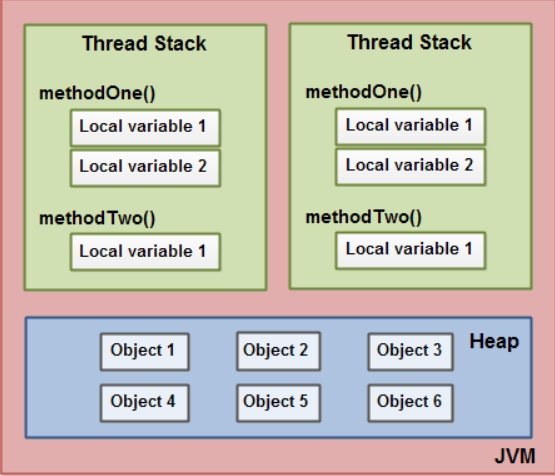 Thread Stack
methodOne()
Local variable 1
Local variable 2
methodTwo()
Local variable 1
Thread Stack
methodOne()
Local variable 1
Local variable 2
methodTwo()
Local variable 1
Heap
Object 1 Object 2 Object 3
Object 4 Object 5 Object 6
JVM